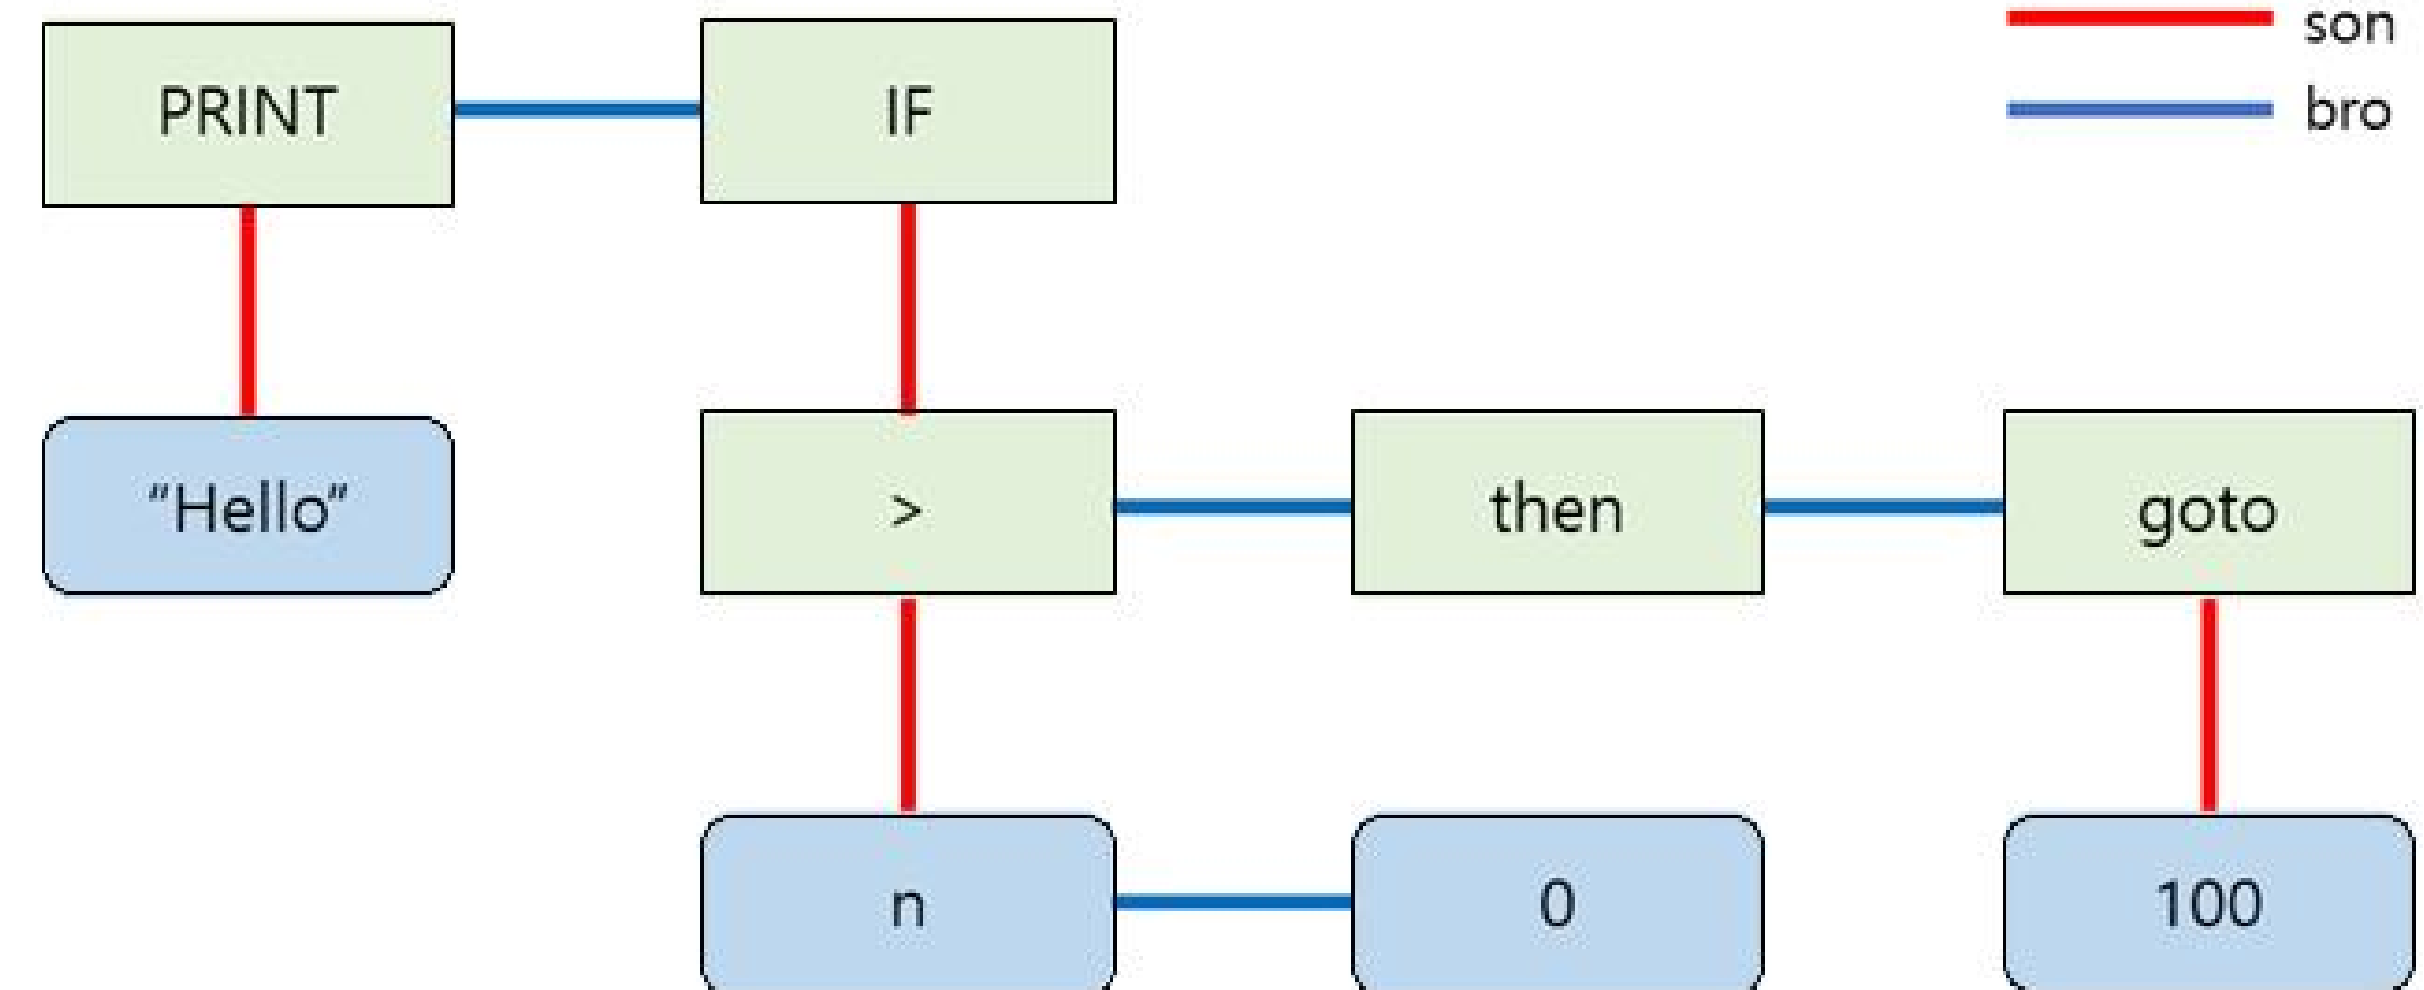 PRINT
IF
son
bro
“Hello”
>
then
goto
n
0
100